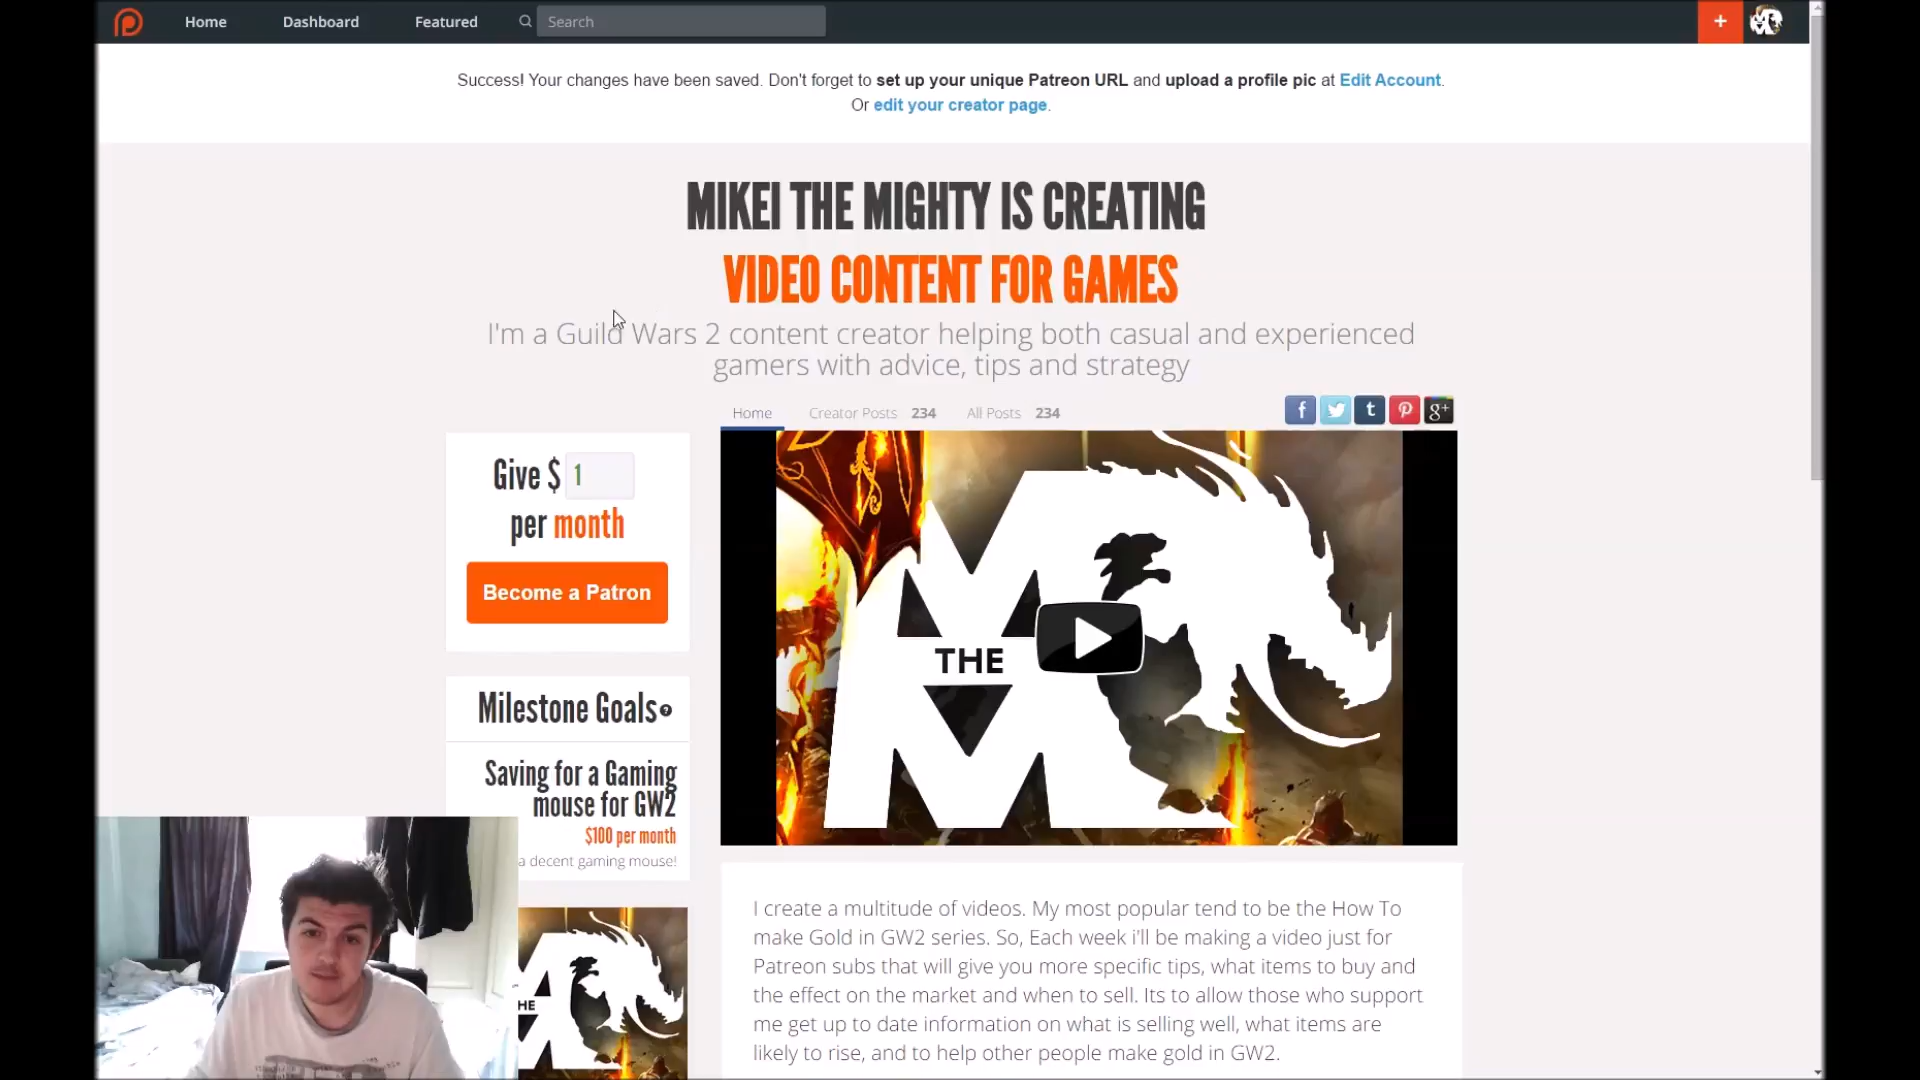 Home Dashboard Featured Search +
Success! Your changes have been saved. Don't forget to set up your unique Patreon URL and upload a profile pic at Edit Account.
Or edit your creator page.
MIKEI THE MIGHTY IS CREATING
VIDEO CONTENT FOR GAMES
I'm a Guild Wars 2 content creator helping both casual and experienced
gamers with advice, tips and strategy
Home Creator Posts 234 All Posts 234
f t g+
Give $ 1
per month
Become a Patron
THE
Milestone Goals ?
Saving for a Gaming
mouse for GW2
$100 per month
a decent gaming mouse!
I create a multitude of videos. My most popular tend to be the How To
make Gold in GW2 series. So, Each week i'll be making a video just for
Patreon subs that will give you more specific tips, what items to buy and
the effect on the market and when to sell. Its to allow those who support
me get up to date information on what is selling well, what items are
likely to rise, and to help other people make gold in GW2.
HE